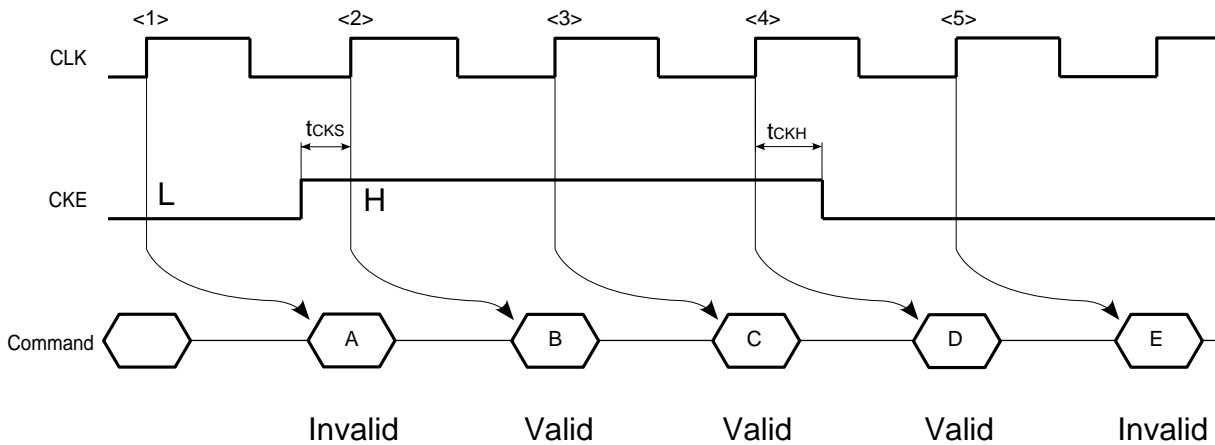 <1> <2> <3> <4> <5>
CLK
tCKS tCKH
CKE L H
Command A B C D E
Invalid Valid Valid Valid Invalid